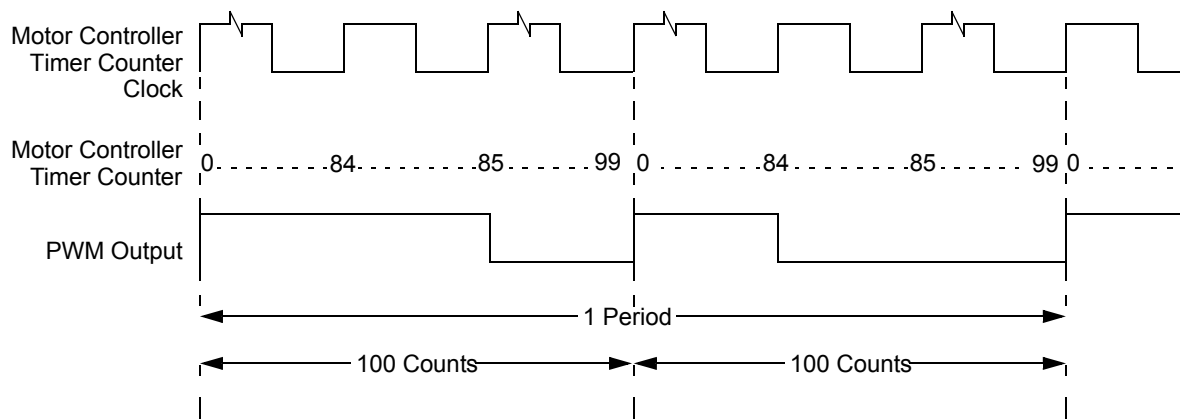 Motor Controller
Timer Counter
Clock
Motor Controller
Timer Counter
0 84 85 99 0 84 85 99 0
PWM Output
1 Period
100 Counts 100 Counts